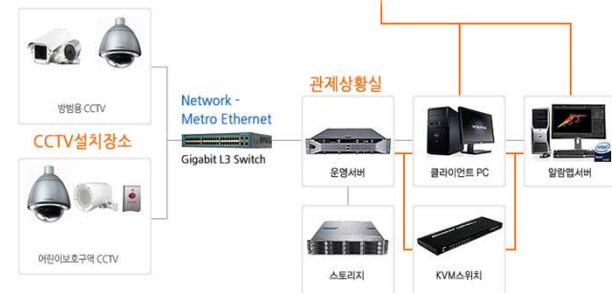 방범용 CCTV
CCTV설치장소
어린이보호구역 CCTV
Network -
Metro Ethernet
Gigabit L3 Switch
관제상황실
운영서버
클라이언트 PC
알람맵서버
스토리지
KVM스위치